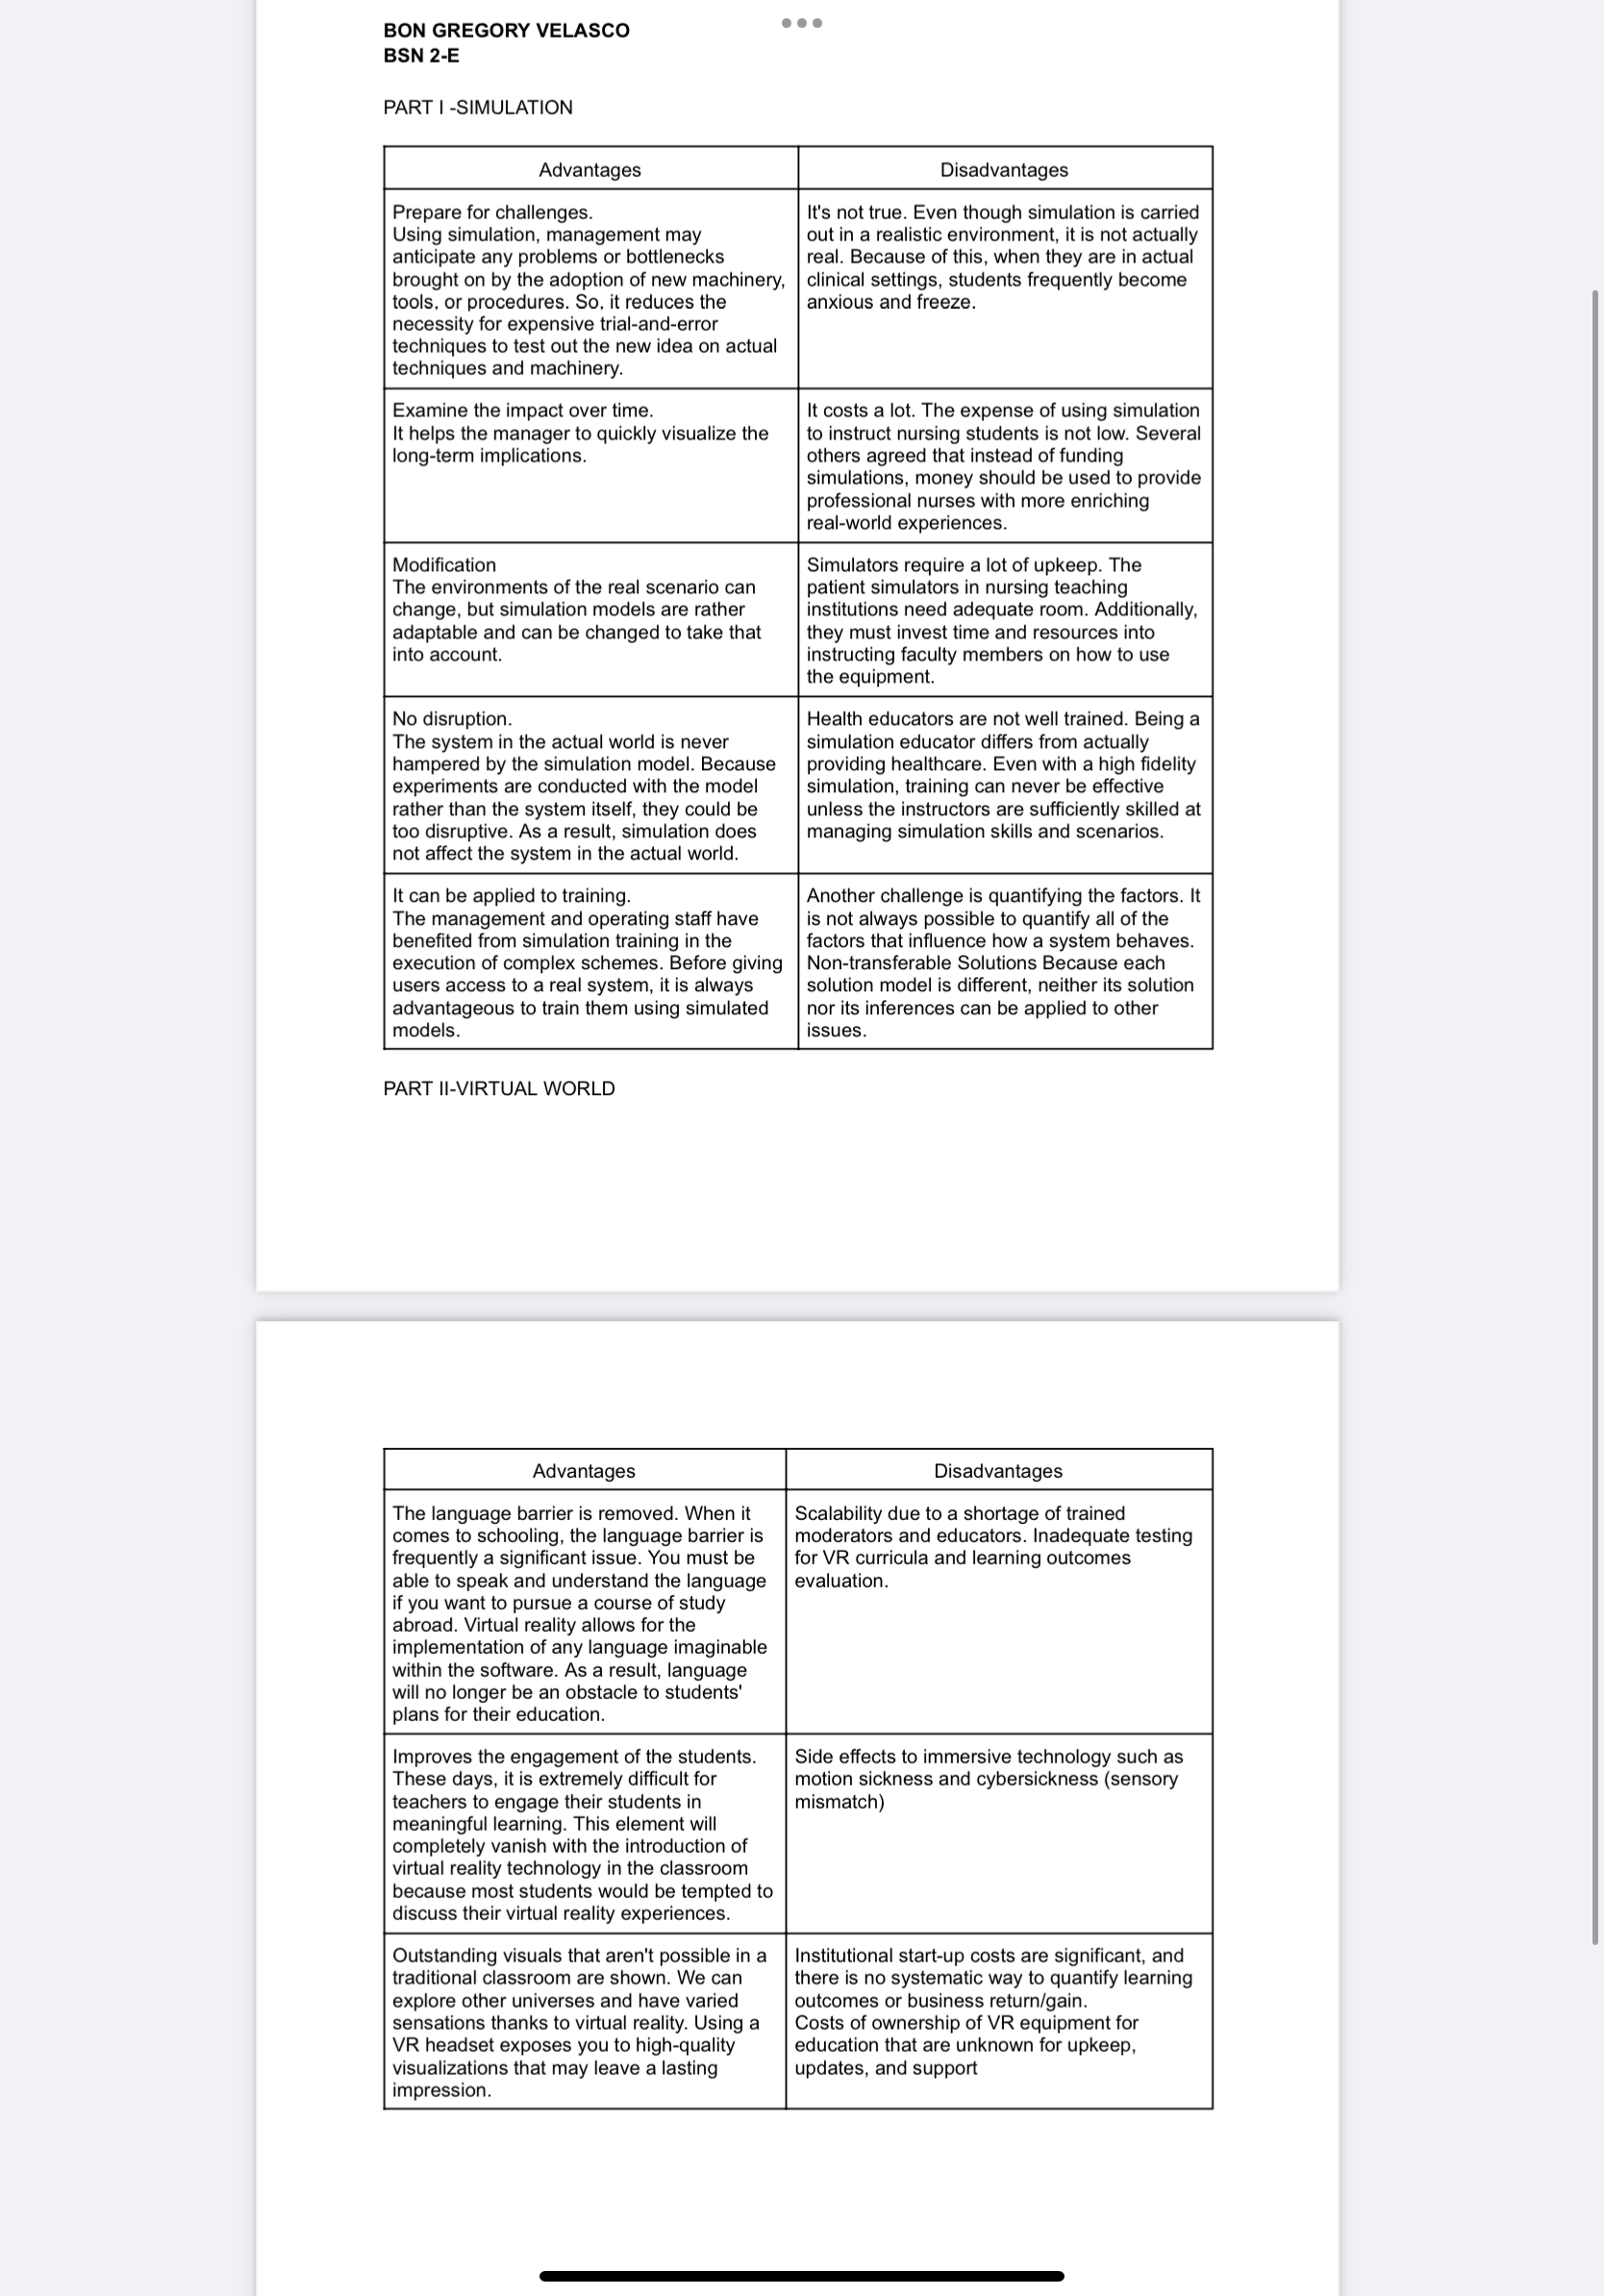 BON GREGORY VELASCO
BSN 2-E
PART I -SIMULATION
Advantages
Disadvantages
Prepare for challenges.
Using simulation, management may
anticipate any problems or bottlenecks
brought on by the adoption of new machinery,
tools, or procedures. So, it reduces the
necessity for expensive trial-and-error
techniques to test out the new idea on actual
techniques and machinery.
It's not true. Even though simulation is carried
out in a realistic environment, it is not actually
real. Because of this, when they are in actual
clinical settings, students frequently become
anxious and freeze.
Examine the impact over time.
It helps the manager to quickly visualize the
long-term implications.
It costs a lot. The expense of using simulation
to instruct nursing students is not low. Several
others agreed that instead of funding
simulations, money should be used to provide
professional nurses with more enriching
real-world experiences.
Modification
The environments of the real scenario can
change, but simulation models are rather
adaptable and can be changed to take that
into account.
Simulators require a lot of upkeep. The
patient simulators in nursing teaching
institutions need adequate room. Additionally,
they must invest time and resources into
instructing faculty members on how to use
the equipment.
No disruption.
The system in the actual world is never
hampered by the simulation model. Because
experiments are conducted with the model
rather than the system itself, they could be
too disruptive. As a result, simulation does
not affect the system in the actual world.
Health educators are not well trained. Being a
simulation educator differs from actually
providing healthcare. Even with a high fidelity
simulation, training can never be effective
unless the instructors are sufficiently skilled at
managing simulation skills and scenarios.
It can be applied to training.
The management and operating staff have
benefited from simulation training in the
execution of complex schemes. Before giving
users access to a real system, it is always
advantageous to train them using simulated
models.
Another challenge is quantifying the factors. It
is not always possible to quantify all of the
factors that influence how a system behaves.
Non-transferable Solutions Because each
solution model is different, neither its solution
nor its inferences can be applied to other
issues.
PART II-VIRTUAL WORLD
Advantages
Disadvantages
The language barrier is removed. When it
comes to schooling, the language barrier is
frequently a significant issue. You must be
able to speak and understand the language
if you want to pursue a course of study
abroad. Virtual reality allows for the
implementation of any language imaginable
within the software. As a result, language
will no longer be an obstacle to students'
plans for their education.
Scalability due to a shortage of trained
moderators and educators. Inadequate testing
for VR curricula and learning outcomes
evaluation.
Improves the engagement of the students.
These days, it is extremely difficult for
teachers to engage their students in
meaningful learning. This element will
completely vanish with the introduction of
virtual reality technology in the classroom
because most students would be tempted to
discuss their virtual reality experiences.
Side effects to immersive technology such as
motion sickness and cybersickness (sensory
mismatch)
Outstanding visuals that aren't possible in a
traditional classroom are shown. We can
explore other universes and have varied
sensations thanks to virtual reality. Using a
VR headset exposes you to high-quality
visualizations that may leave a lasting
impression.
Institutional start-up costs are significant, and
there is no systematic way to quantify learning
outcomes or business return/gain.
Costs of ownership of VR equipment for
education that are unknown for upkeep,
updates, and support